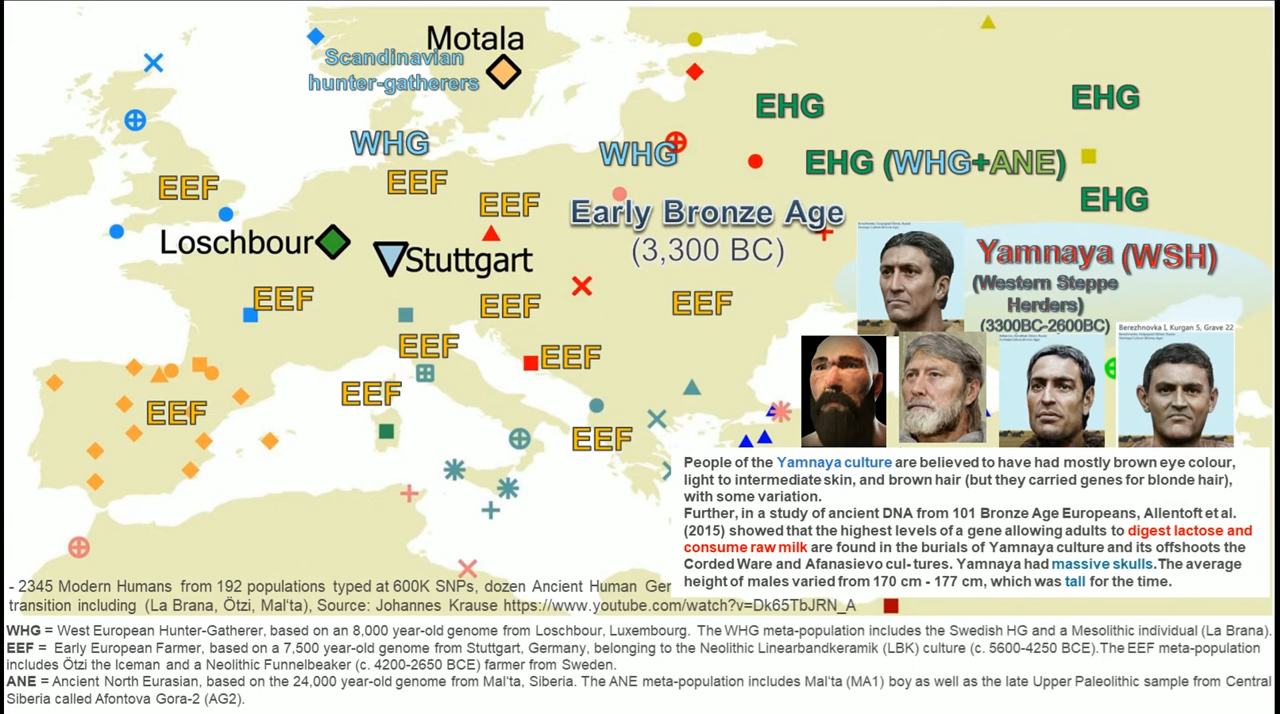 Motala
Scandinavian
hunter-gatherers
EHG
EHG
WHG
WHG
EHG (WHG+ANE)
EEF
EEF
EHG
EEF
Early Bronze Age
(3,300 BC)
Loschbour
Stuttgart
Yamnaya (WSH)
(Western Steppe
Herders)
(3300BC-2600BC)
EEF
EEF
EEF
Berezhnovka I, Kurgan 5, Grave 22
EEF
EEF
EEF
EEF
EEF
People of the Yamnaya culture are believed to have had mostly brown eye colour,
light to intermediate skin, and brown hair (but they carried genes for blonde hair),
with some variation.
Further, in a study of ancient DNA from 101 Bronze Age Europeans, Allentoft et al.
(2015) showed that the highest levels of a gene allowing adults to digest lactose and
consume raw milk are found in the burials of Yamnaya culture and its offshoots the
Corded Ware and Afanasievo cul-tures. Yamnaya had massive skulls.The average
height of males varied from 170 cm - 177 cm, which was tall for the time.
- 2345 Modern Humans from 192 populations typed at 600K SNPs, dozen Ancient Human Ger
transition including (La Brana, Ötzi, Mal'ta), Source: Johannes Krause https://www.youtube.com/watch?v=Dk65TbJRN_A
WHG = West European Hunter-Gatherer, based on an 8,000 year-old genome from Loschbour, Luxembourg. The WHG meta-population includes the Swedish HG and a Mesolithic individual (La Brana).
EEF = Early European Farmer, based on a 7,500 year-old genome from Stuttgart, Germany, belonging to the Neolithic Linearbandkeramik (LBK) culture (c. 5600-4250 BCE).The EEF meta-population
includes Ötzi the Iceman and a Neolithic Funnelbeaker (c. 4200-2650 BCE) farmer from Sweden.
ANE = Ancient North Eurasian, based on the 24,000 year-old genome from Mal'ta, Siberia. The ANE meta-population includes Mal'ta (MA1) boy as well as the late Upper Paleolithic sample from Central
Siberia called Afontova Gora-2 (AG2).